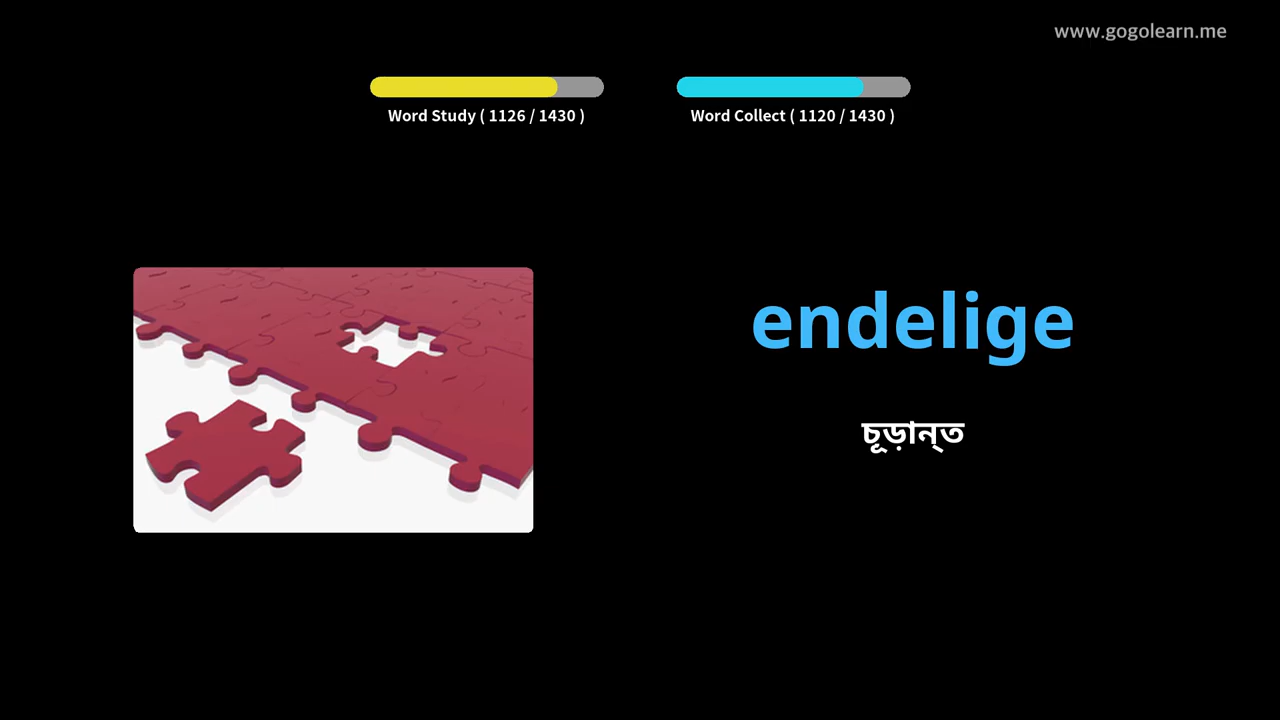 www.gogolearn.me
Word Study ( 1126 / 1430 )
Word Collect ( 1120 / 1430 )
endelige
চূড়ান্ত